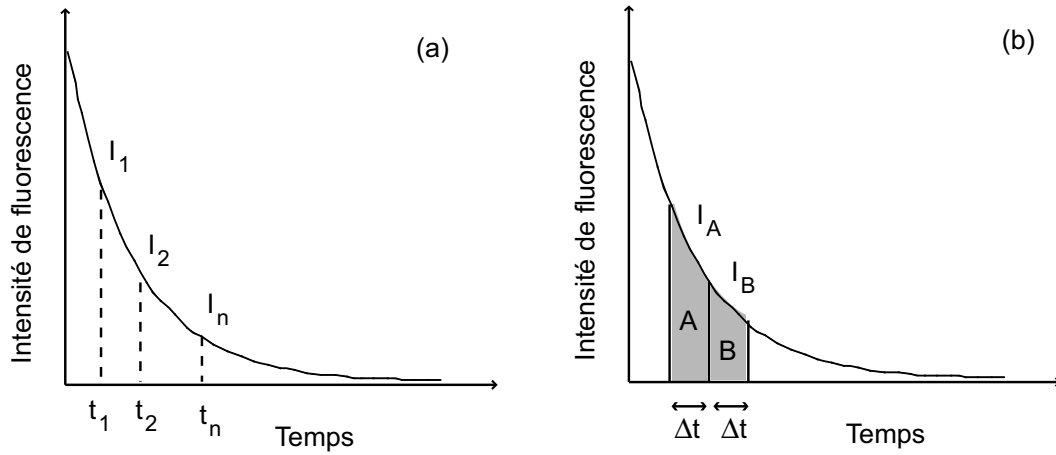 (a)
Intensité de fluorescence
I1
I2
In
t1 t2 tn
Temps
(b)
Intensité de fluorescence
IA
IB
A
B
Δt Δt
Temps